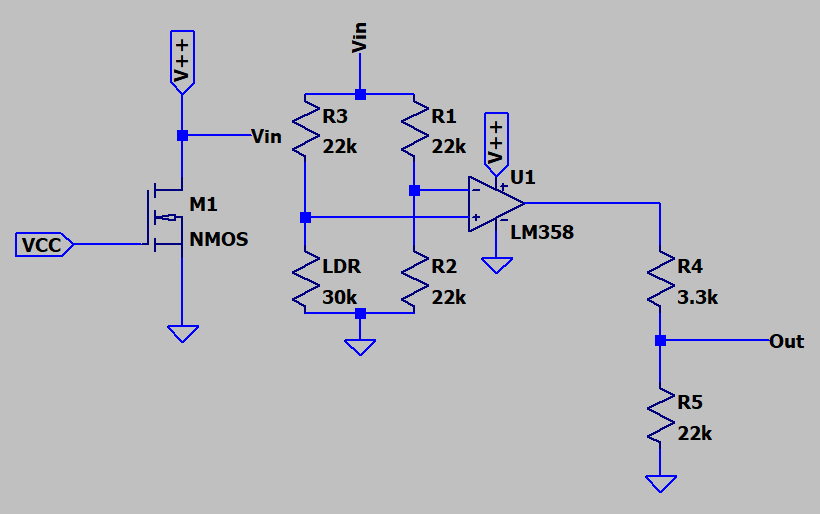 V++
Vin
M1
NMOS
VCC
Vin
R3
22k
R1
22k
V++
U1
LM358
LDR
30k
R2
22k
R4
3.3k
Out
R5
22k